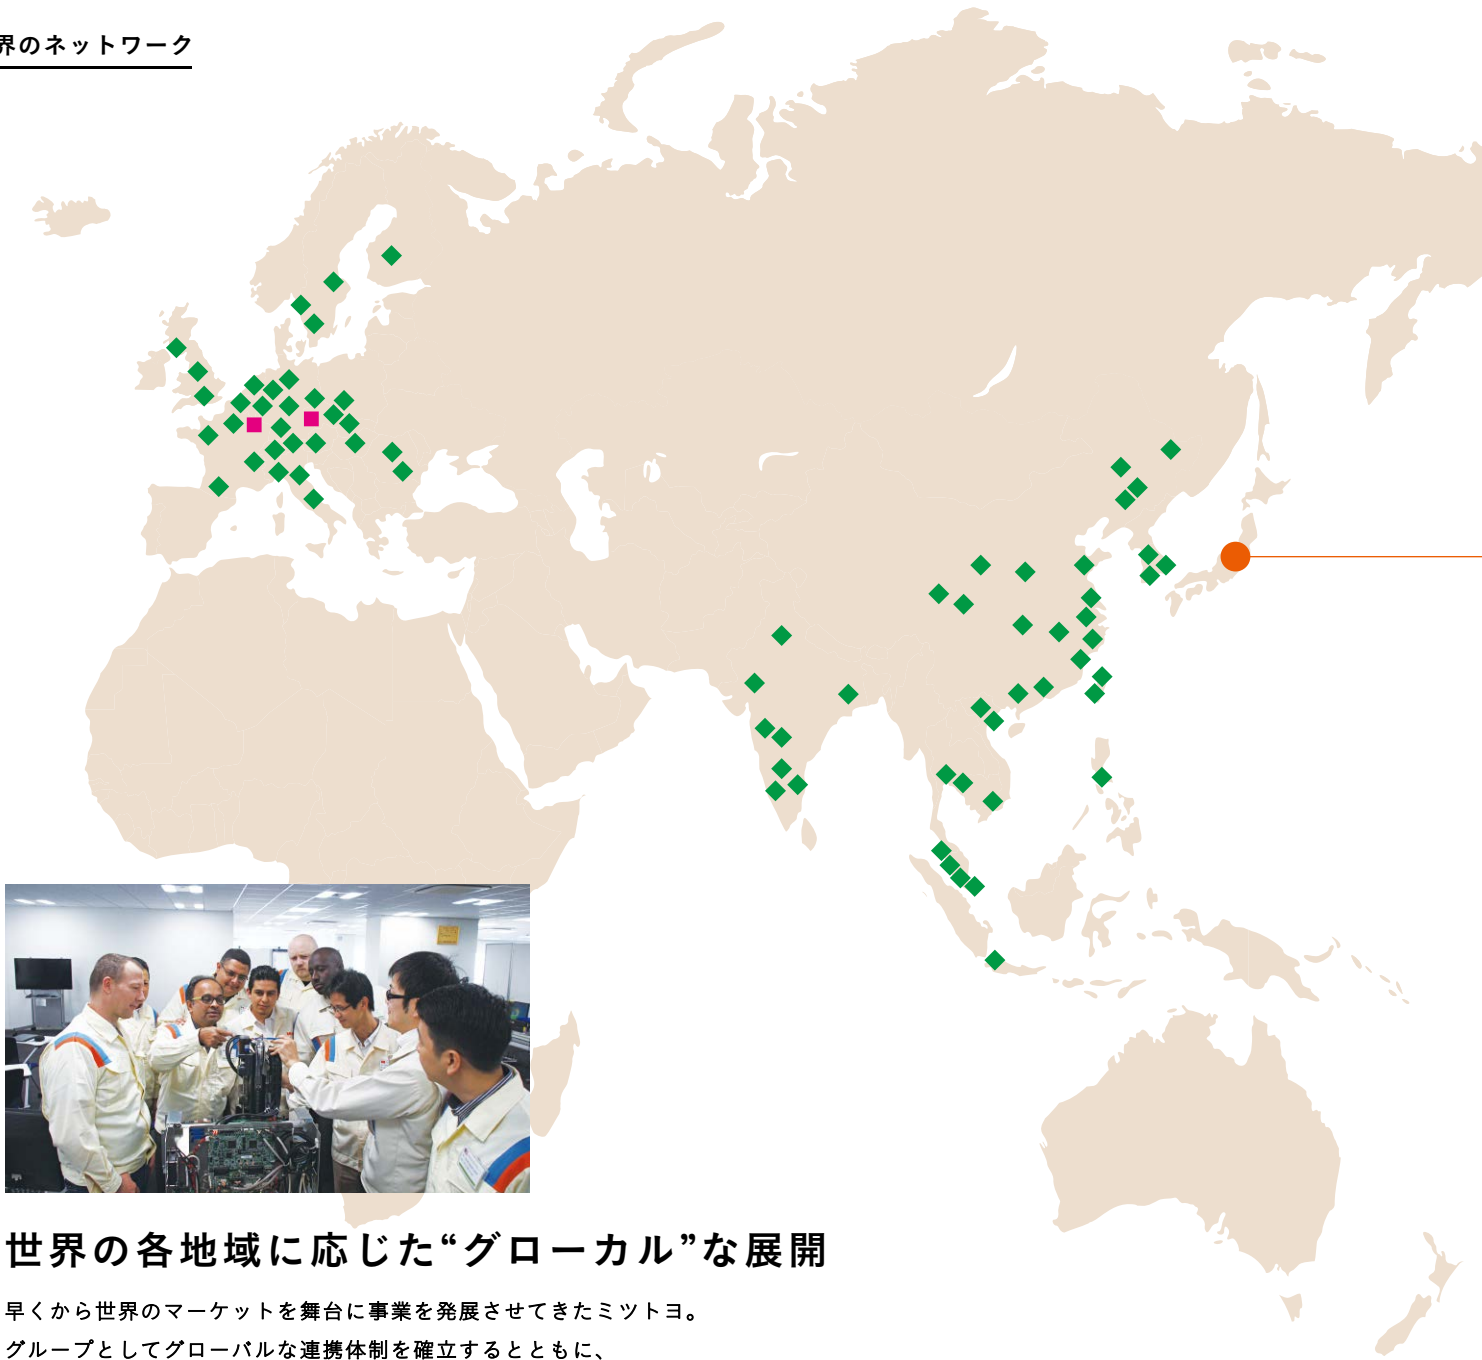 界のネットワーク
世界の各地域に応じた“グローカル”な展開
早くから世界のマーケットを舞台に事業を発展させてきたミツトヨ。
グループとしてグローバルな連携体制を確立するとともに、